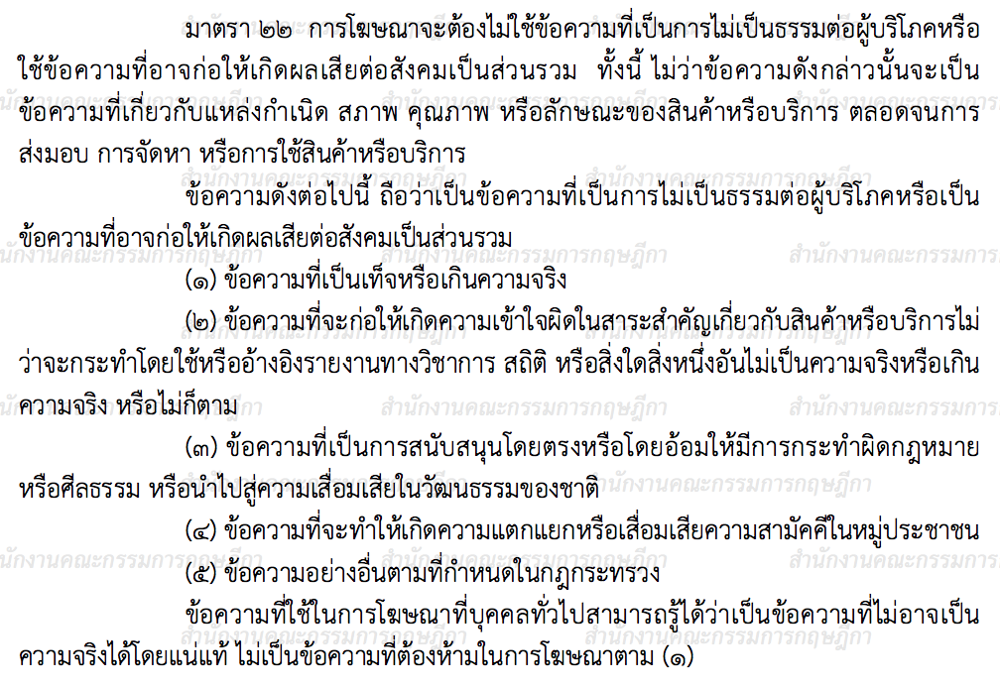 มาตรา ๒๒ การโฆษณาจะต้องไม่ใช้ข้อความที่เป็นการไม่เป็นธรรมต่อผู้บริโภคหรือ
ใช้ข้อความที่อาจก่อให้เกิดผลเสียต่อสังคมเป็นส่วนรวม ทั้งนี้ ไม่ว่าข้อความดังกล่าวนั้นจะเป็น
ข้อความที่เกี่ยวกับแหล่งกำเนิด สภาพ คุณภาพ หรือลักษณะของสินค้าหรือบริการ ตลอดจนการ
ส่งมอบ การจัดหา หรือการใช้สินค้าหรือบริการ
ข้อความดังต่อไปนี้ ถือว่าเป็นข้อความที่เป็นการไม่เป็นธรรมต่อผู้บริโภคหรือเป็น
ข้อความที่อาจก่อให้เกิดผลเสียต่อสังคมเป็นส่วนรวม
(๑) ข้อความที่เป็นเท็จหรือเกินความจริง
(๒) ข้อความที่จะก่อให้เกิดความเข้าใจผิดในสาระสำคัญเกี่ยวกับสินค้าหรือบริการไม่
ว่าจะกระทำโดยใช้หรืออ้างอิงรายงานทางวิชาการ สถิติ หรือสิ่งใดสิ่งหนึ่งอันไม่เป็นความจริงหรือเกิน
ความจริง หรือไม่ก็ตาม
(๓) ข้อความที่เป็นการสนับสนุนโดยตรงหรือโดยอ้อมให้มีการกระทำผิดกฎหมาย
หรือศีลธรรม หรือนำไปสู่ความเสื่อมเสียในวัฒนธรรมของชาติ
(๔) ข้อความที่จะทำให้เกิดความแตกแยกหรือเสื่อมเสียความสามัคคีในหมู่ประชาชน
(๕) ข้อความอย่างอื่นตามที่กำหนดในกฎกระทรวง
ข้อความที่ใช้ในการโฆษณาที่บุคคลทั่วไปสามารถรู้ได้ว่าเป็นข้อความที่ไม่อาจเป็น
ความจริงได้โดยแน่แท้ ไม่เป็นข้อความที่ต้องห้ามในการโฆษณาตาม (๑)